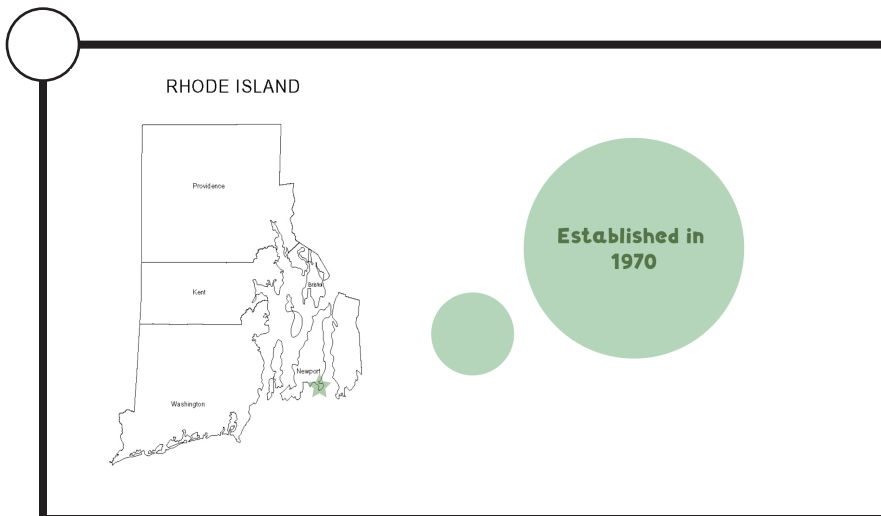 RHODE ISLAND
Providence
Kent
Bristol
Newport
Washington
Established in
1970